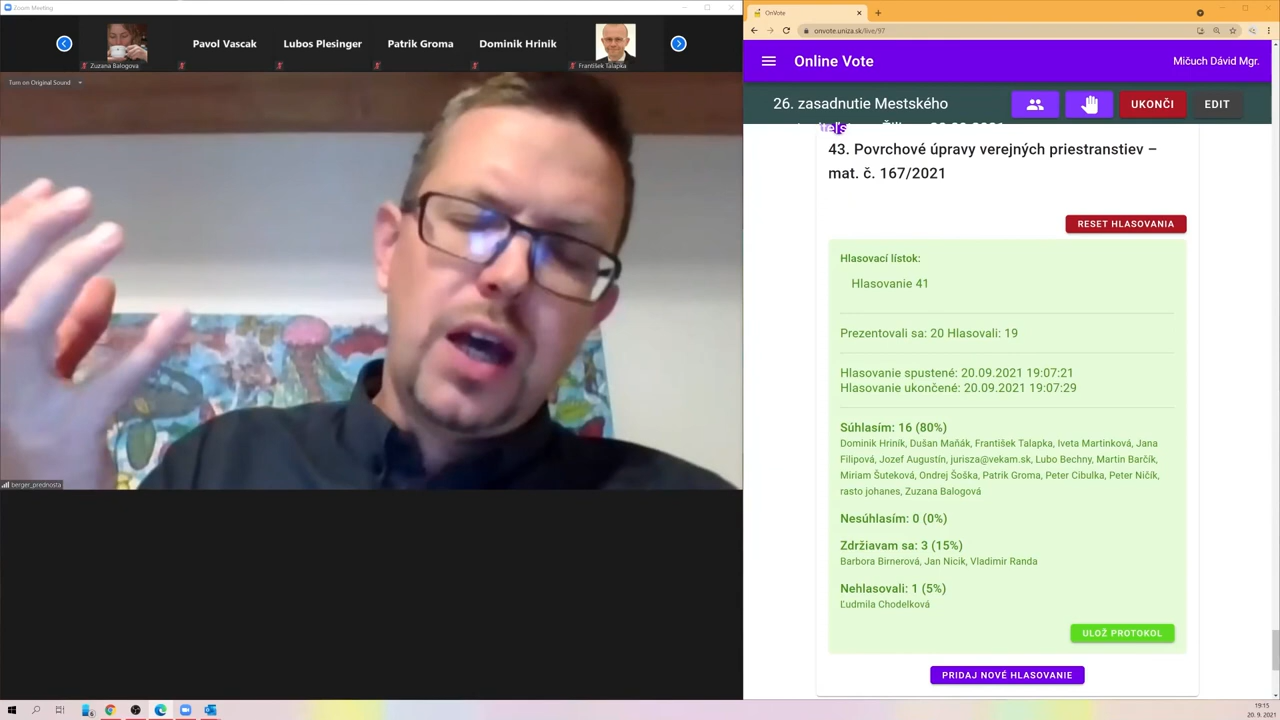 Zoom Meeting
Zuzana Balogova
Pavol Vascak
Lubos Plesinger
Patrik Groma
Dominik Hrinik
František Talapka
Turn on Original Sound
berger_prednosta
OnVote
onvote.uniza.sk/live/97
Online Vote
Mičuch Dávid Mgr.
26. zasadnutie Mestského
UKONČI
EDIT
43. Povrchové úpravy verejných priestranstiev –
mat. č. 167/2021
RESET HLASOVANIA
Hlasovací lístok:
Hlasovanie 41
Prezentovali sa: 20 Hlasovali: 19
Hlasovanie spustené: 20.09.2021 19:07:21
Hlasovanie ukončené: 20.09.2021 19:07:29
Súhlasím: 16 (80%)
Dominik Hriník, Dušan Maňák, František Talapka, Iveta Martinková, Jana
Filipová, Jozef Augustín, jurisza@vekam.sk, Lubo Bechny, Martin Barčík,
Miriam Šuteková, Ondrej Šoška, Patrik Groma, Peter Cibulka, Peter Ničík,
rasto johanes, Zuzana Balogová
Nesúhlasím: 0 (0%)
Zdržiavam sa: 3 (15%)
Barbora Birnerová, Jan Nicik, Vladimir Randa
Nehlasovali: 1 (5%)
Ľudmila Chodelková
ULOŽ PROTOKOL
PRIDAJ NOVÉ HLASOVANIE
19:15
20. 9. 2021